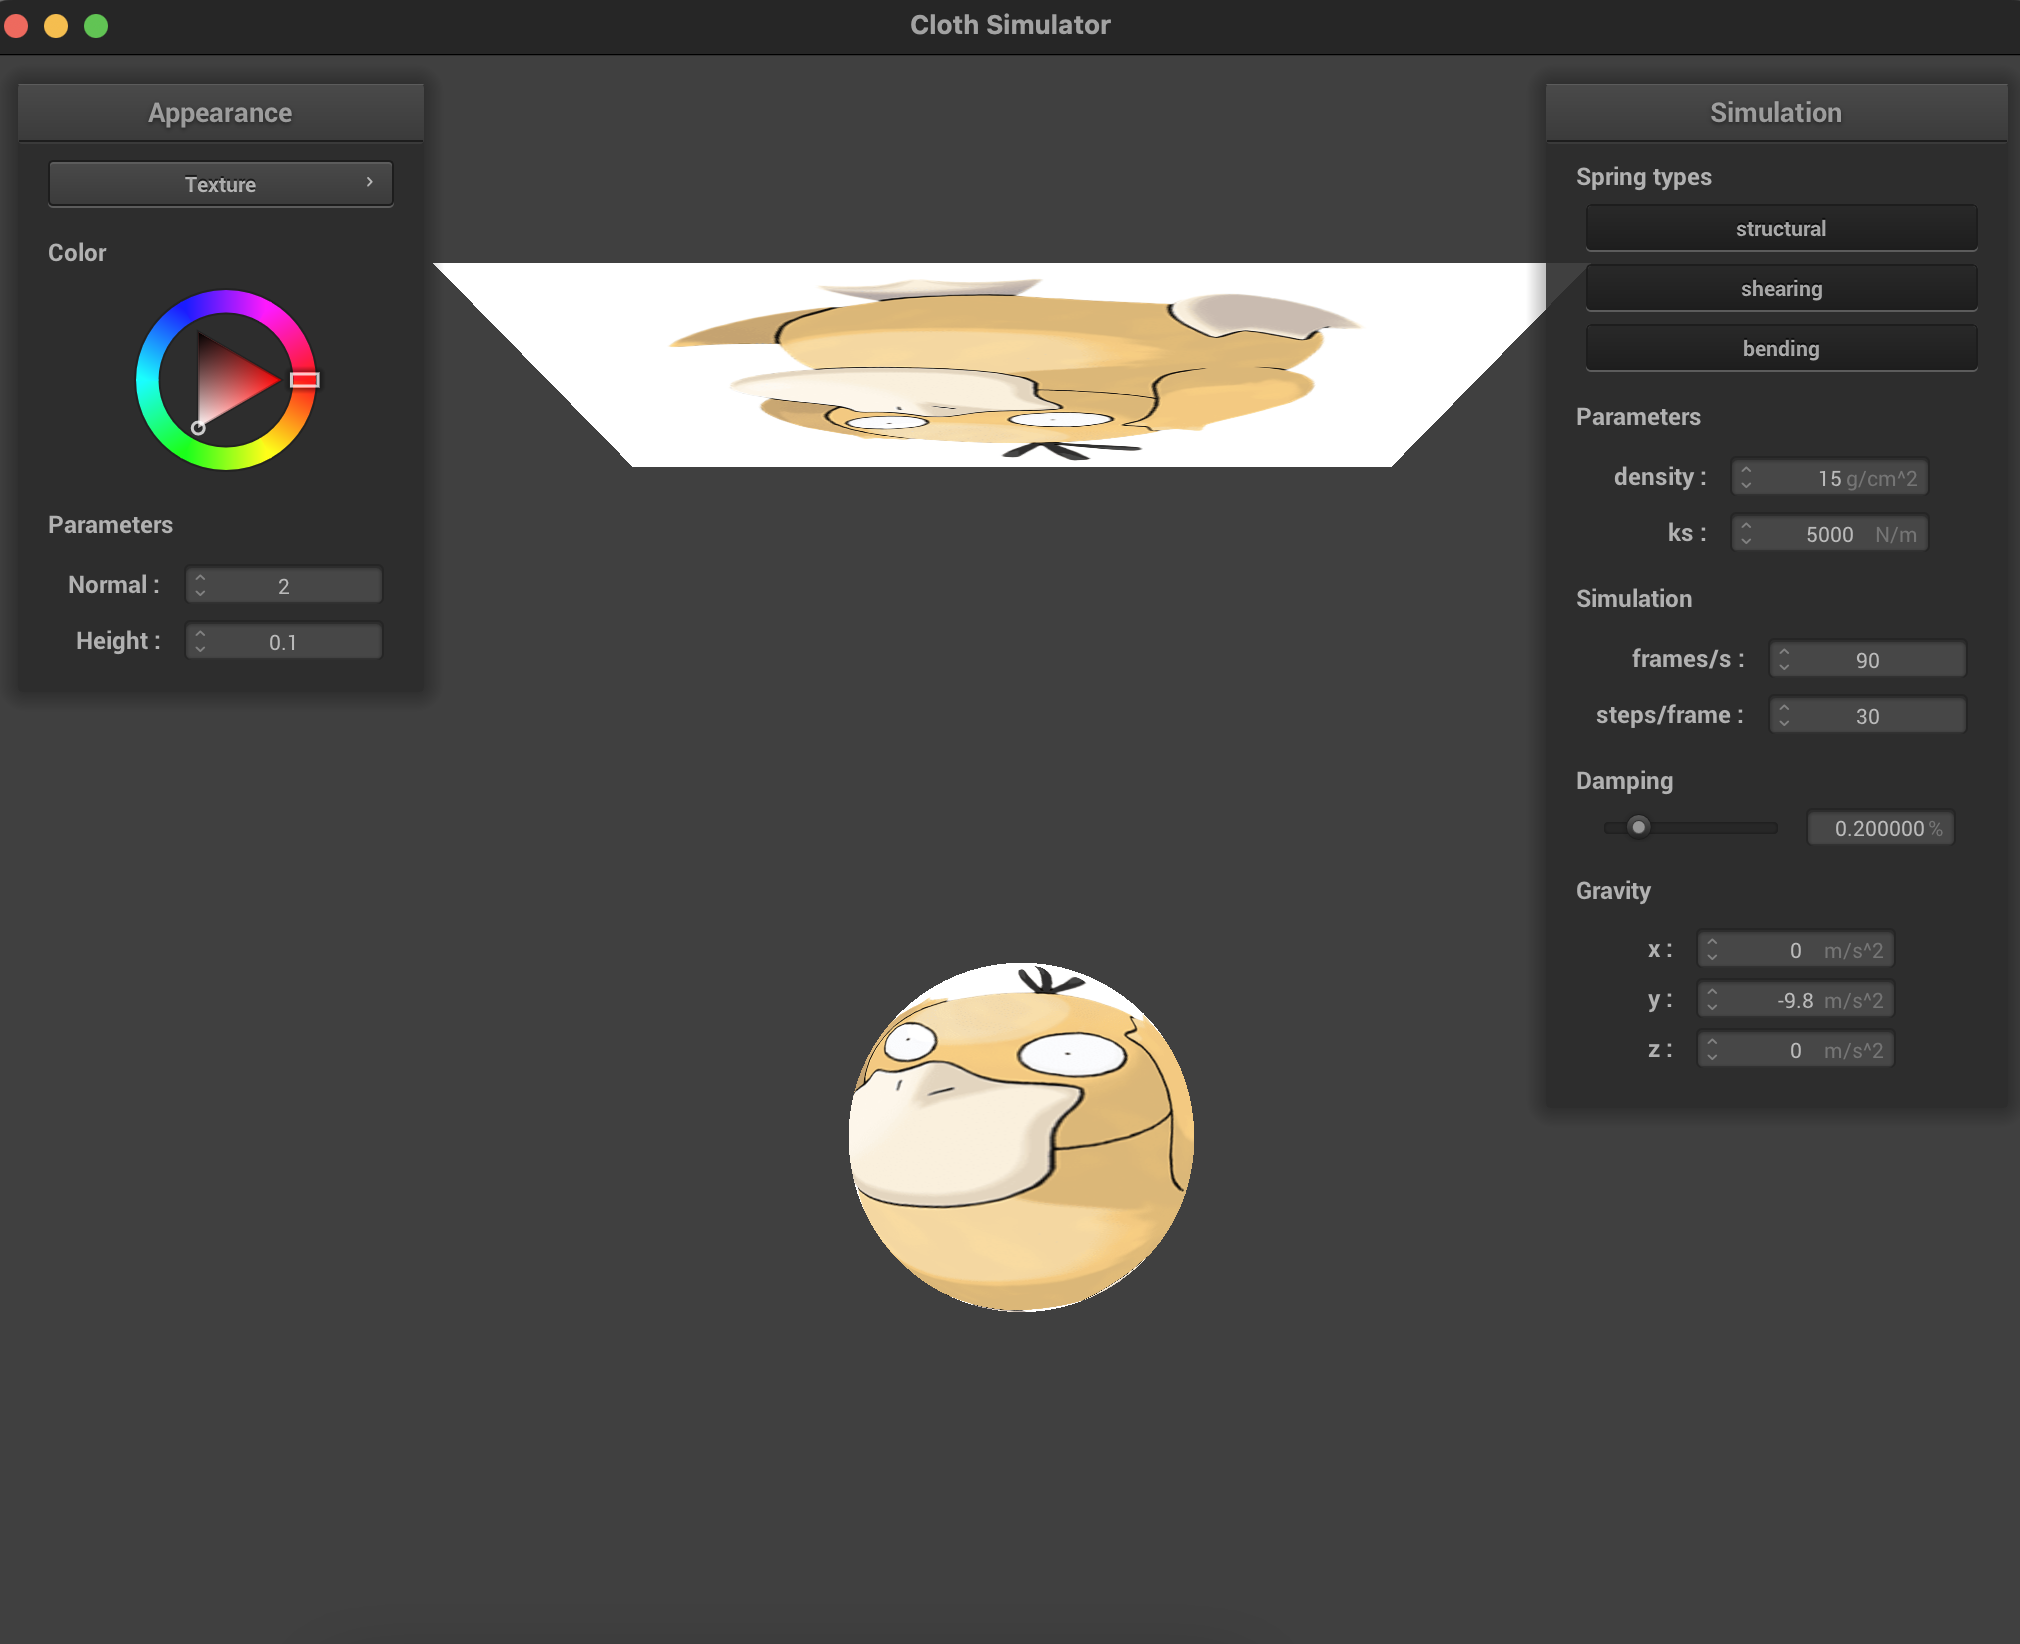 Cloth Simulator
Appearance
Texture
Color
Parameters
Normal : 2
Height : 0.1
Simulation
Spring types
structural
shearing
bending
Parameters
density : 15 g/cm^2
ks : 5000 N/m
Simulation
frames/s : 90
steps/frame : 30
Damping
0.200000 %
Gravity
x : 0 m/s^2
y : -9.8 m/s^2
z : 0 m/s^2